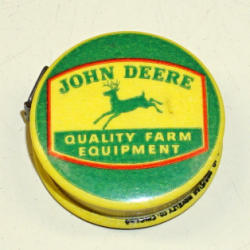 JOHN DEERE
QUALITY FARM
EQUIPMENT